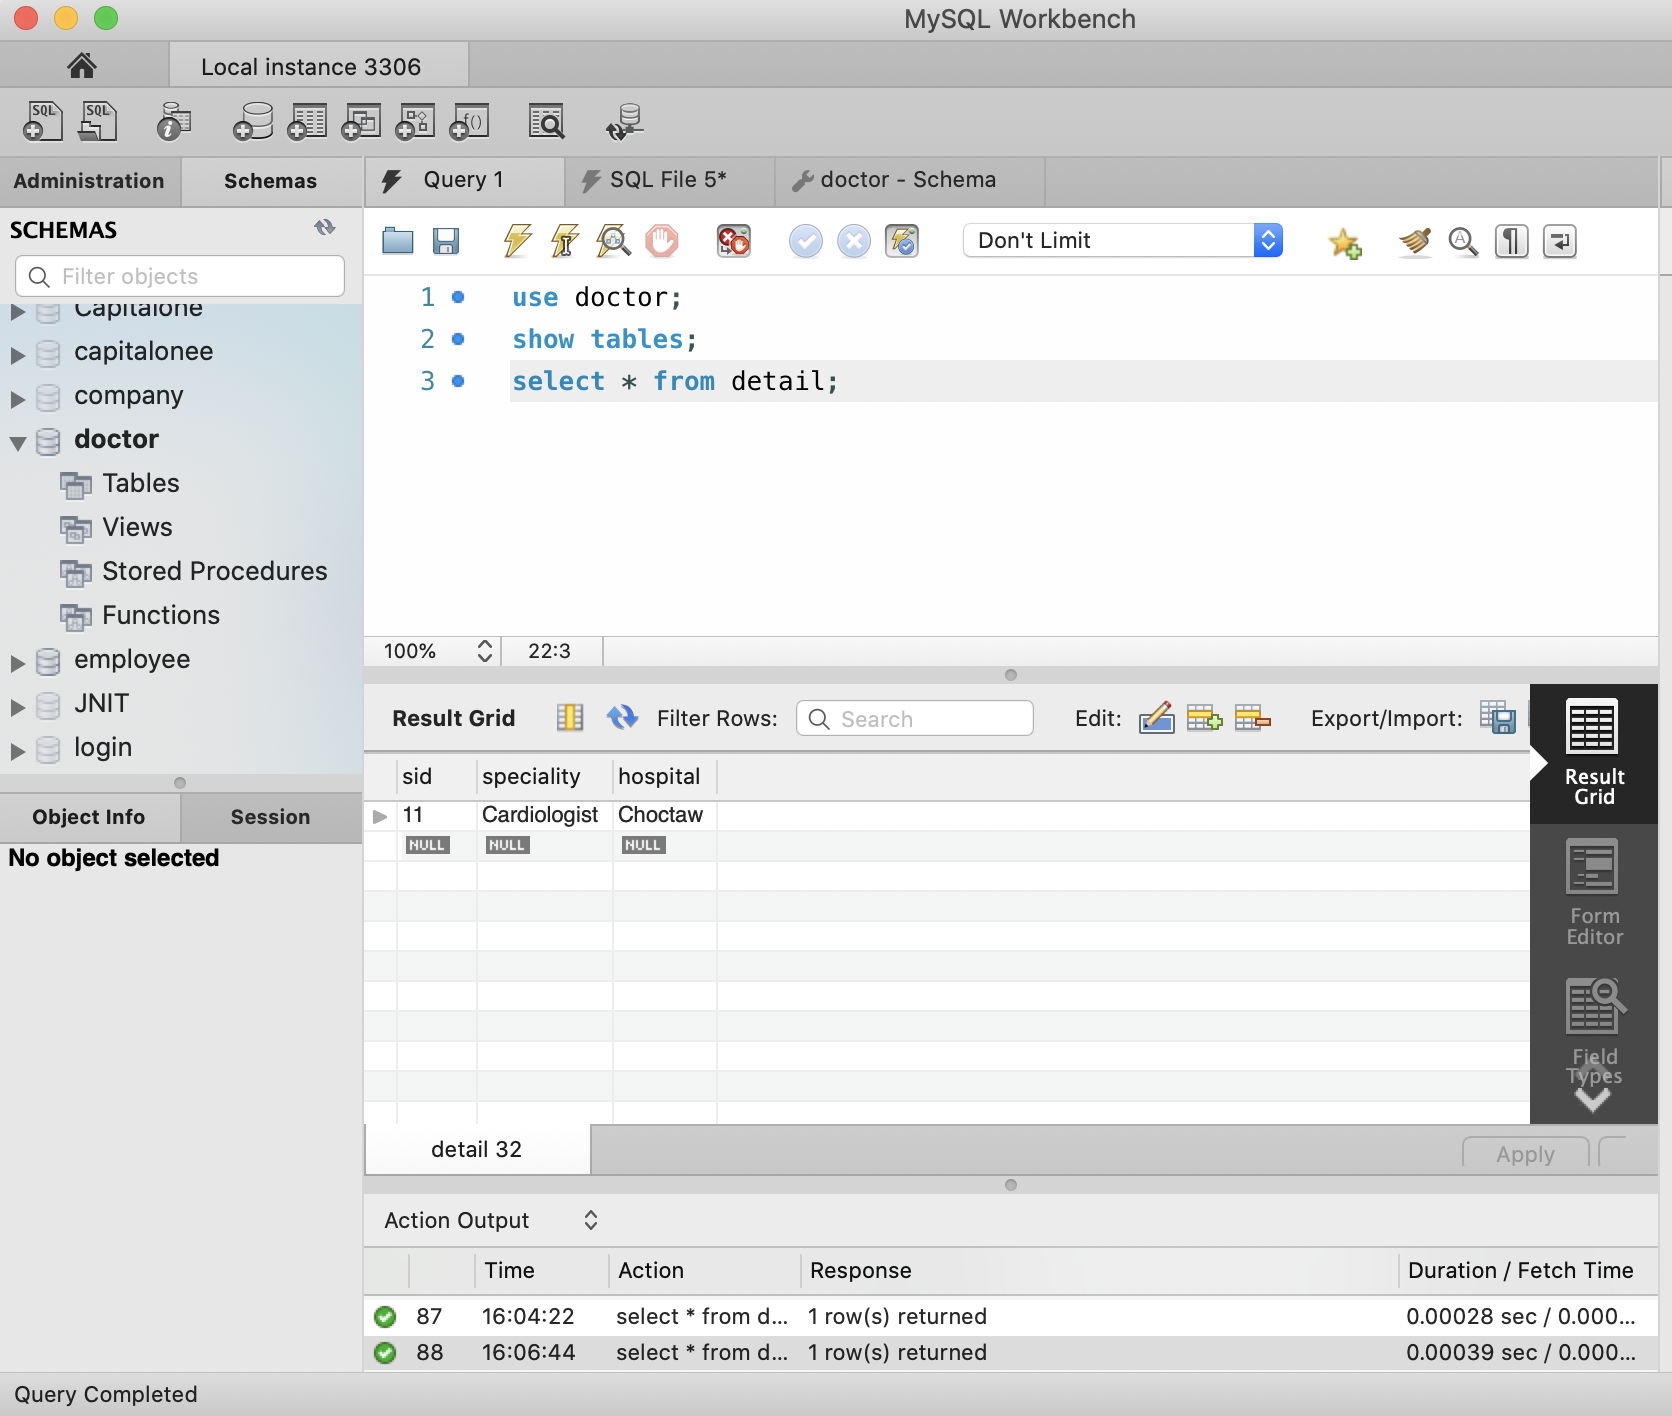 MySQL Workbench
Local instance 3306
SQL SQL i f()
Administration Schemas Query 1 SQL File 5* doctor - Schema
SCHEMAS
Filter objects
Don't Limit
Capitalone
capitalonee
company
doctor
Tables
Views
Stored Procedures
Functions
employee
JNIT
login
1 use doctor;
2 show tables;
3 select * from detail;
100% 22:3
Result Grid Filter Rows: Search Edit: Export/Import:
sid speciality hospital
11 Cardiologist Choctaw
NULL NULL NULL
Result
Grid
Form
Editor
Field
Types
Object Info Session
No object selected
detail 32
Apply
Action Output
Time Action Response Duration / Fetch Time
87 16:04:22 select * from d... 1 row(s) returned 0.00028 sec / 0.000...
88 16:06:44 select * from d... 1 row(s) returned 0.00039 sec / 0.000...
Query Completed